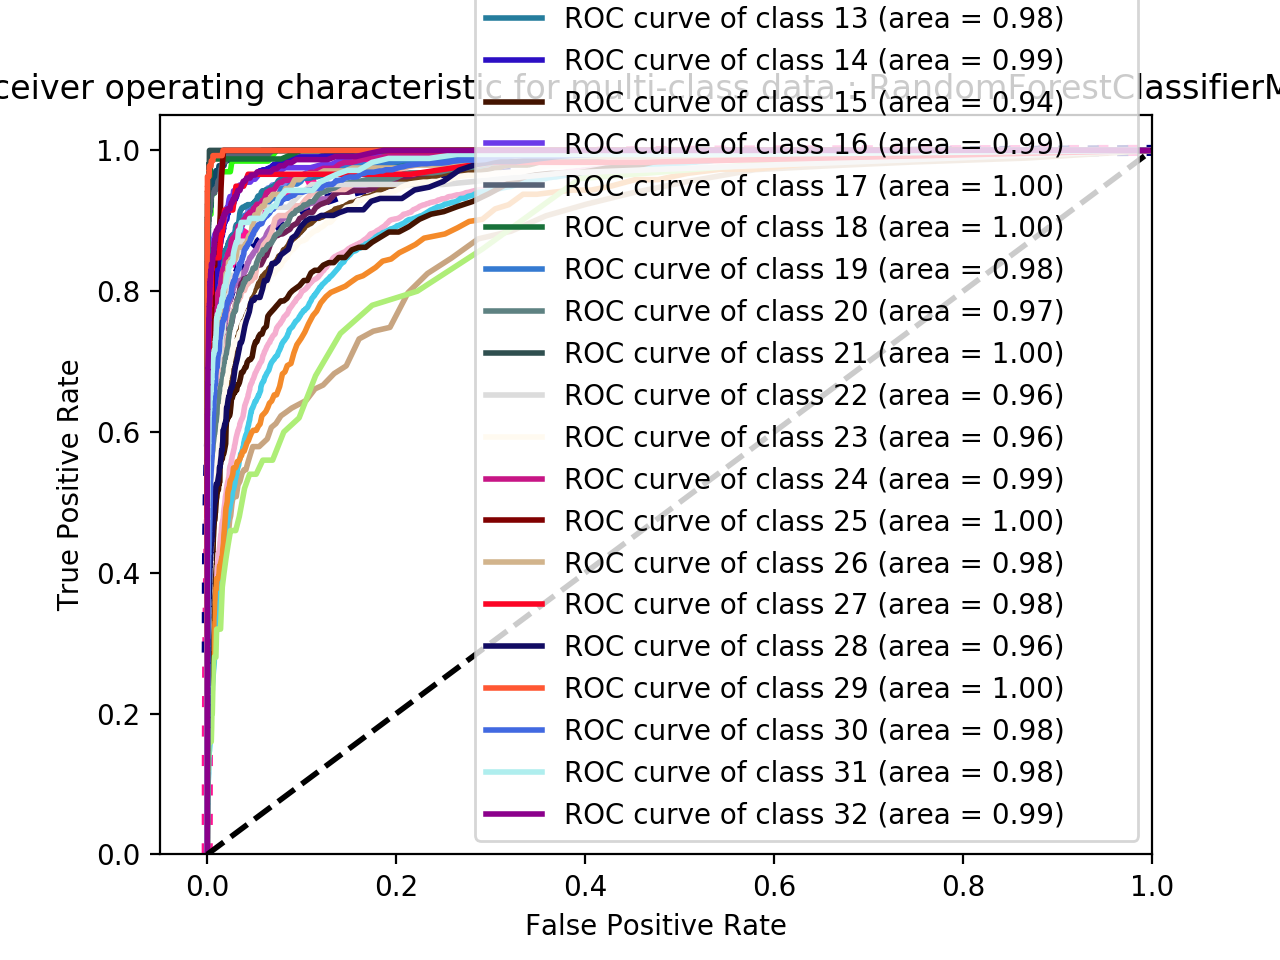 ROC curve of class 13 (area = 0.98)
ROC curve of class 14 (area = 0.99)
ceiver operating characteristic for multi-class data : RandomForestClassifierM
ROC curve of class 15 (area = 0.94)
ROC curve of class 16 (area = 0.99)
ROC curve of class 17 (area = 1.00)
ROC curve of class 18 (area = 1.00)
ROC curve of class 19 (area = 0.98)
ROC curve of class 20 (area = 0.97)
ROC curve of class 21 (area = 1.00)
ROC curve of class 22 (area = 0.96)
ROC curve of class 23 (area = 0.96)
ROC curve of class 24 (area = 0.99)
ROC curve of class 25 (area = 1.00)
ROC curve of class 26 (area = 0.98)
ROC curve of class 27 (area = 0.98)
ROC curve of class 28 (area = 0.96)
ROC curve of class 29 (area = 1.00)
ROC curve of class 30 (area = 0.98)
ROC curve of class 31 (area = 0.98)
ROC curve of class 32 (area = 0.99)
1.0
0.8
0.6
0.4
0.2
0.0
True Positive Rate
0.0 0.2 0.4 0.6 0.8 1.0
False Positive Rate